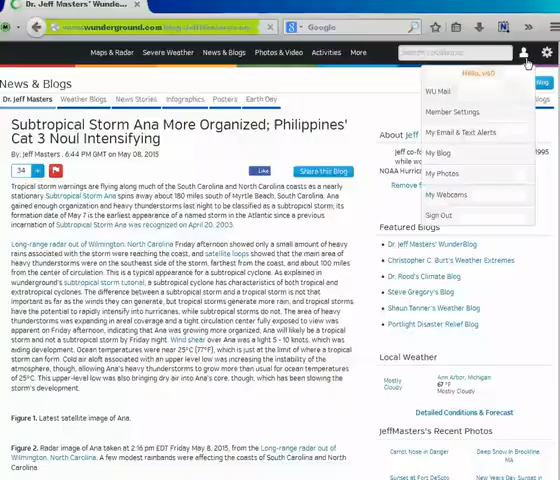 Dr. Jeff Masters' Wunde...
www.wunderground.com
Google
Maps & Radar Severe Weather News & Blogs Photos & Video Activities More
News & Blogs
Dr. Jeff Masters Weather Blogs News Stories Infographics Posters Earth Day
WU Mail
Member Settings
My Email & Text Alerts
My Blog
My Photos
My Webcams
Sign Out
Subtropical Storm Ana More Organized; Philippines'
Cat 3 Noul Intensifying
By: Jeff Masters, 6:44 PM GMT on May 08, 2015
34 +
Like
Share this Blog
Tropical storm warnings are flying along much of the South Carolina and North Carolina coasts as a nearly
stationary Subtropical Storm Ana spins away about 180 miles south of Myrtle Beach, South Carolina. Ana
gained enough organization and heavy thunderstorms last night to be classified as a subtropical storm; its
formation date of May 7 is the earliest appearance of a named storm in the Atlantic since a previous
incarnation of Subtropical Storm Ana was recognized on April 20, 2003.
Long-range radar out of Wilmington, North Carolina Friday afternoon showed only a small amount of heavy
rains associated with the storm were reaching the coast, and satellite loops showed that the main area of
heavy thunderstorms were on the southeast side of the storm, farthest from the coast, and about 100 miles
from the center of circulation. This is a typical appearance for a subtropical cyclone. As explained in
wunderground's subtropical storm tutorial, a subtropical cyclone has characteristics of both tropical and
extratropical cyclones. The difference between a subtropical storm and a tropical storm is not that
important as far as the winds they can generate, but tropical storms generate more rain, and tropical storms
have the potential to rapidly intensify into hurricanes, while subtropical storms do not. The area of heavy
thunderstorms was expanding in areal coverage and a tight circulation center fully exposed to view was
apparent on Friday afternoon, indicating that Ana was growing more organized; Ana will likely be a tropical
storm and not a subtropical storm by Friday night. Wind shear over Ana was a light 5 - 10 knots, which
was aiding development. Ocean temperatures were near 25°C (77°F), which is just at the limit of where a tropical
storm can form. Cold air aloft associated with an upper level low was increasing the instability of the
atmosphere, though, allowing Ana's heavy thunderstorms to grow more than usual for ocean temperatures
of 25°C. This upper-level low was also bringing dry air into Ana's core, though, which has been slowing the
storm's development.
Figure 1. Latest satellite image of Ana.
Figure 2. Radar image of Ana taken at 2:16 pm EDT Friday May 8, 2015, from the Long-range radar out of
Wilmington, North Carolina. A few modest rainbands were affecting the coasts of South Carolina and North
Carolina.
About Jeff
Jeff co-fo
with the
NOAA Hurric
Remove
Featured Blogs
Dr. Jeff Masters' WunderBlog
Christopher C. Burt's Weather Extremes
Dr. Rood's Climate Blog
Steve Gregory's Blog
Shaun Tanner's Weather Blog
Portlight Disaster Relief Blog
Local Weather
Mostly
Cloudy
Ann Arbor, Michigan
67 °F
Mostly Cloudy
Detailed Conditions & Forecast
JeffMasters's Recent Photos
Carrot Nose in Danger Deep Snow in Brookline,
MA
Sunset at Fort DeSoto New Year's Day Sunset in